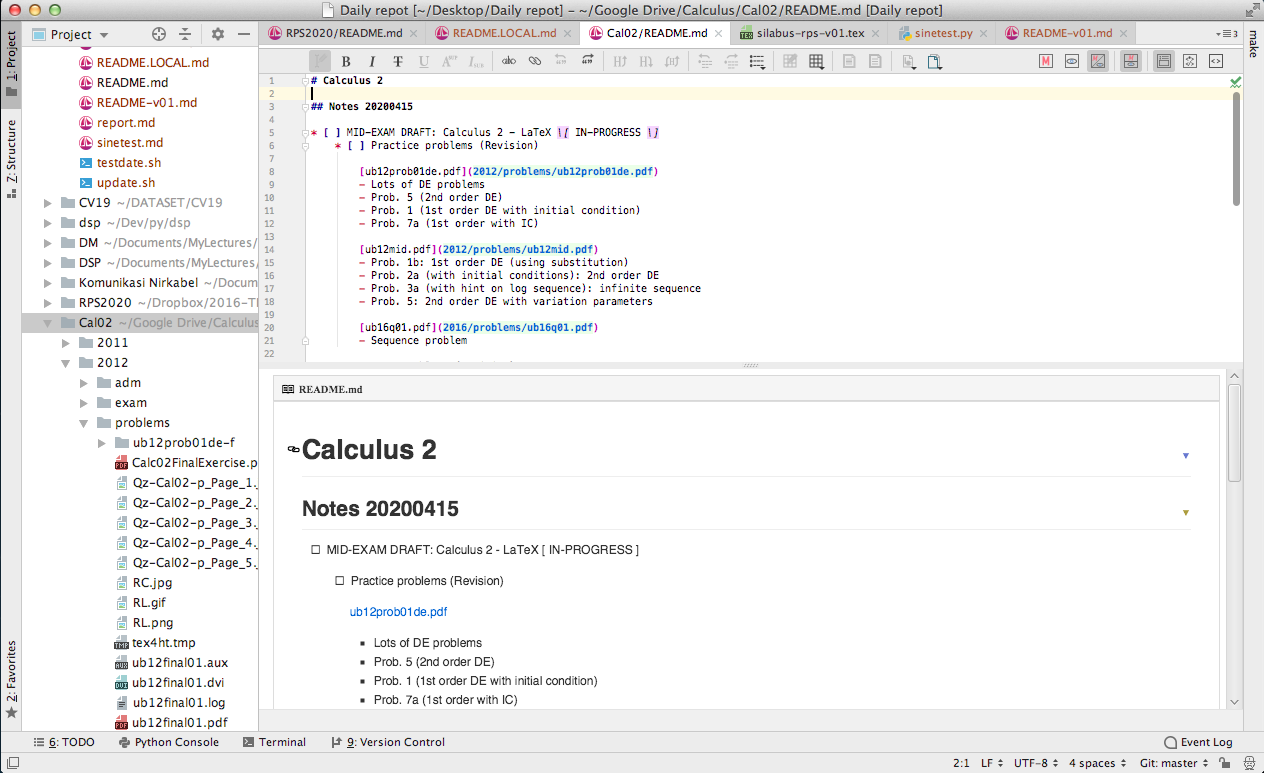 Daily repot [~/Desktop/Daily repot] – ~/Google Drive/Calculus/Cal02/README.md [Daily repot]
Project
RPS2020/README.md
README.LOCAL.md
Cal02/README.md
silabus-rps-v01.tex
sinetest.py
README-v01.md
3
1: Project
Z: Structure
2: Favorites
make
README.LOCAL.md
README.md
README-v01.md
report.md
sinetest.md
testdate.sh
update.sh
CV19 ~/DATASET/CV19
dsp ~/Dev/py/dsp
DM ~/Documents/MyLectures/
DSP ~/Documents/MyLectures/
Komunikasi Nirkabel ~/Docum
RPS2020 ~/Dropbox/2016-TI
Cal02 ~/Google Drive/Calculus
2011
2012
adm
exam
problems
ub12prob01de-f
Calc02FinalExercise.p
Qz-Cal02-p_Page_1.
Qz-Cal02-p_Page_2.
Qz-Cal02-p_Page_3.
Qz-Cal02-p_Page_4.
Qz-Cal02-p_Page_5.
RC.jpg
RL.gif
RL.png
tex4ht.tmp
ub12final01.aux
ub12final01.dvi
ub12final01.log
ub12final01.pdf
1 # Calculus 2
2
3 ## Notes 20200415
4
5 * [ ] MID-EXAM DRAFT: Calculus 2 - LaTeX \[ IN-PROGRESS \]
6 * [ ] Practice problems (Revision)
7
8 [ub12prob01de.pdf](2012/problems/ub12prob01de.pdf)
9 - Lots of DE problems
10 - Prob. 5 (2nd order DE)
11 - Prob. 1 (1st order DE with initial condition)
12 - Prob. 7a (1st order with IC)
13
14 [ub12mid.pdf](2012/problems/ub12mid.pdf)
15 - Prob. 1b: 1st order DE (using substitution)
16 - Prob. 2a (with initial conditions): 2nd order DE
17 - Prob. 3a (with hint on log sequence): infinite sequence
18 - Prob. 5: 2nd order DE with variation parameters
19
20 [ub16q01.pdf](2016/problems/ub16q01.pdf)
21 - Sequence problem
22
README.md
Calculus 2
Notes 20200415
MID-EXAM DRAFT: Calculus 2 - LaTeX [ IN-PROGRESS ]
Practice problems (Revision)
ub12prob01de.pdf
Lots of DE problems
Prob. 5 (2nd order DE)
Prob. 1 (1st order DE with initial condition)
Prob. 7a (1st order with IC)
6: TODO
Python Console
Terminal
9: Version Control
Event Log
2:1 LF UTF-8 4 spaces Git: master